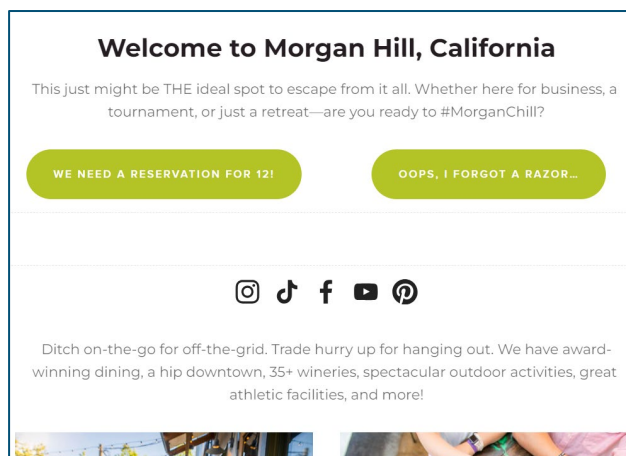 Welcome to Morgan Hill, California
This just might be THE ideal spot to escape from it all. Whether here for business, a
tournament, or just a retreat—are you ready to #MorganChill?
WE NEED A RESERVATION FOR 12!
OOPS, I FORGOT A RAZOR...
Ditch on-the-go for off-the-grid. Trade hurry up for hanging out. We have award-
winning dining, a hip downtown, 35+ wineries, spectacular outdoor activities, great
athletic facilities, and more!